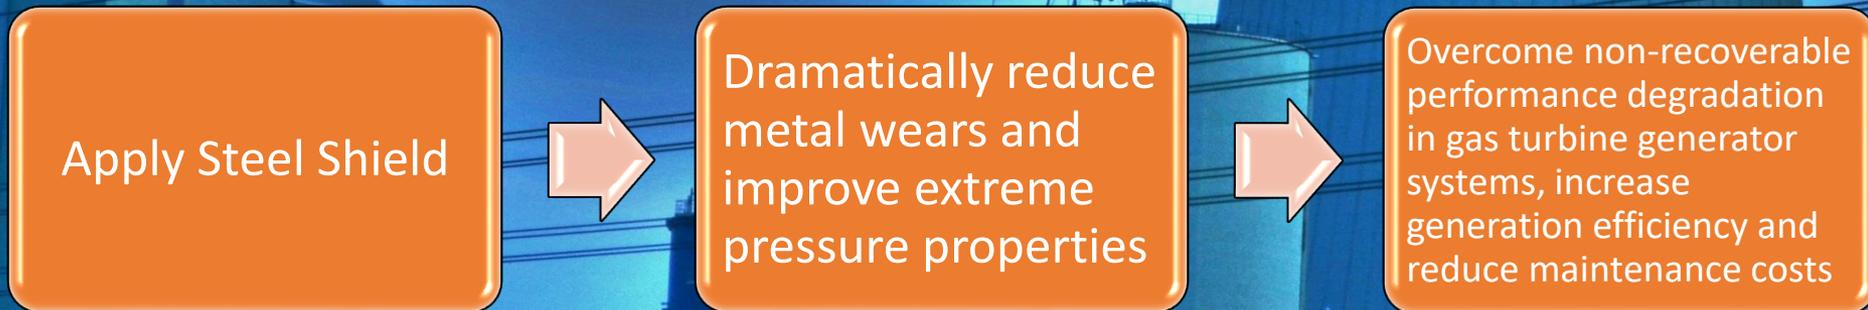 Apply Steel Shield
Dramatically reduce
metal wears and
improve extreme
pressure properties
Overcome non-recoverable
performance degradation
in gas turbine generator
systems, increase
generation efficiency and
reduce maintenance costs